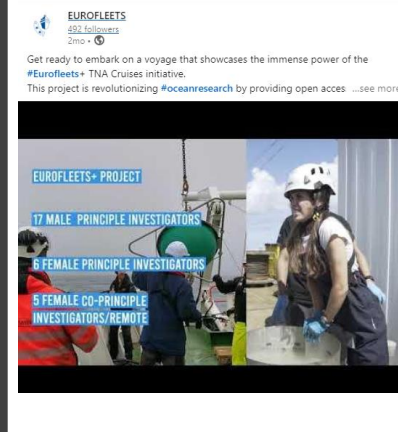 EUROFLEETS
492 followers
2mo •
Get ready to embark on a voyage that showcases the immense power of the
#Eurofleets+ TNA Cruises initiative.
This project is revolutionizing #oceanresearch by providing open acces ...see more
EUROFLEETS+ PROJECT
17 MALE PRINCIPLE INVESTIGATORS
6 FEMALE PRINCIPLE INVESTIGATORS
5 FEMALE CO-PRINCIPLE
INVESTIGATORS/REMOTE